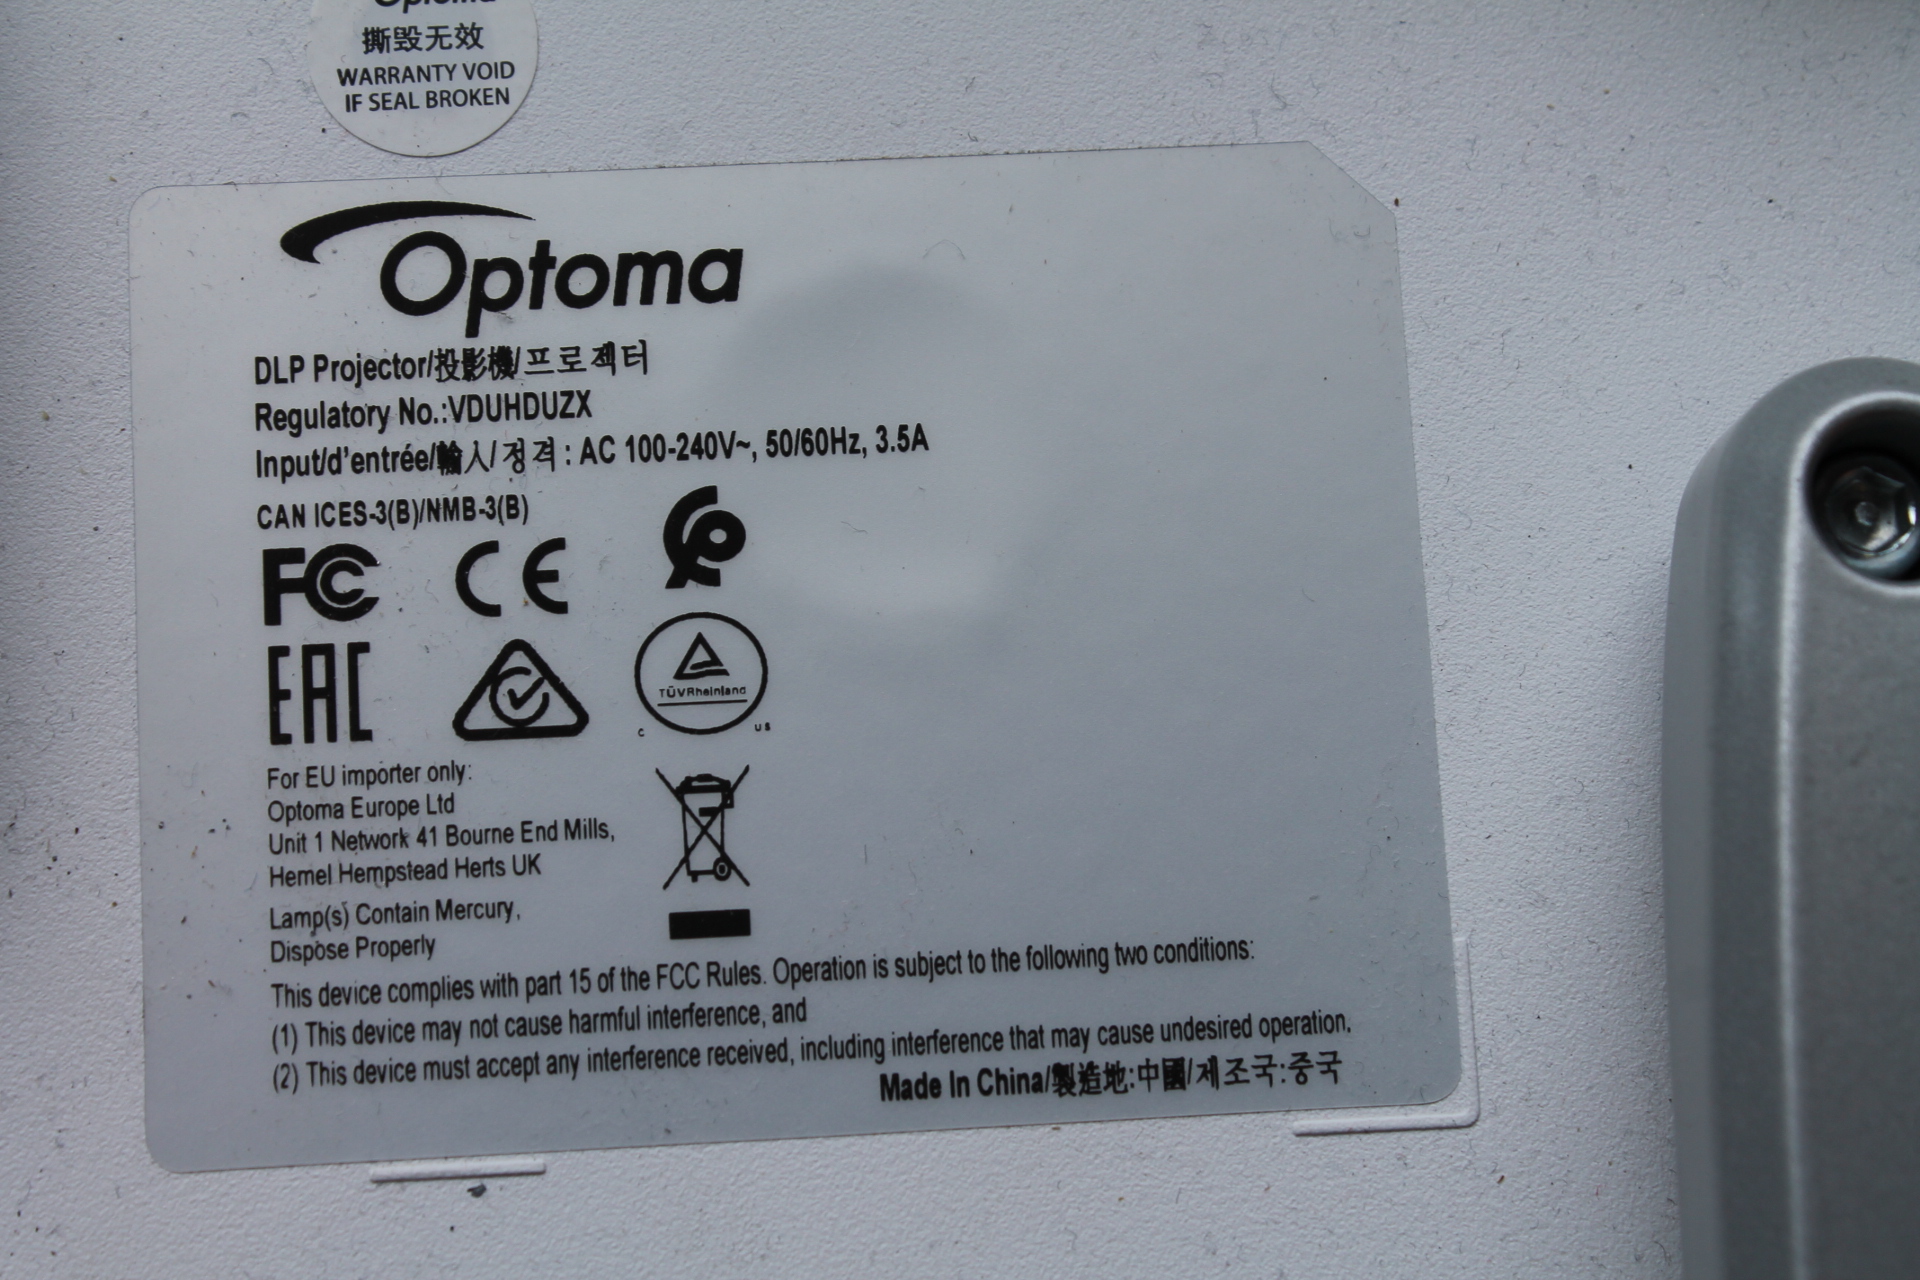 Optoma
撕毁无效
WARRANTY VOID
IF SEAL BROKEN
Optoma
DLP Projector/投影機/프로젝터
Regulatory No.:VDUHDUZX
Input/d'entrée/輸入/정격 : AC 100-240V~, 50/60Hz, 3.5A
CAN ICES-3(B)/NMB-3(B)
FC CE
EAC
TÜVRheinland
C US
For EU importer only:
Optoma Europe Ltd
Unit 1 Network 41 Bourne End Mills,
Hemel Hempstead Herts UK
Lamp(s) Contain Mercury,
Dispose Properly
This device complies with part 15 of the FCC Rules. Operation is subject to the following two conditions:
(1) This device may not cause harmful interference, and
(2) This device must accept any interference received, including interference that may cause undesired operation.
Made In China/製造地:中國/제조국:중국